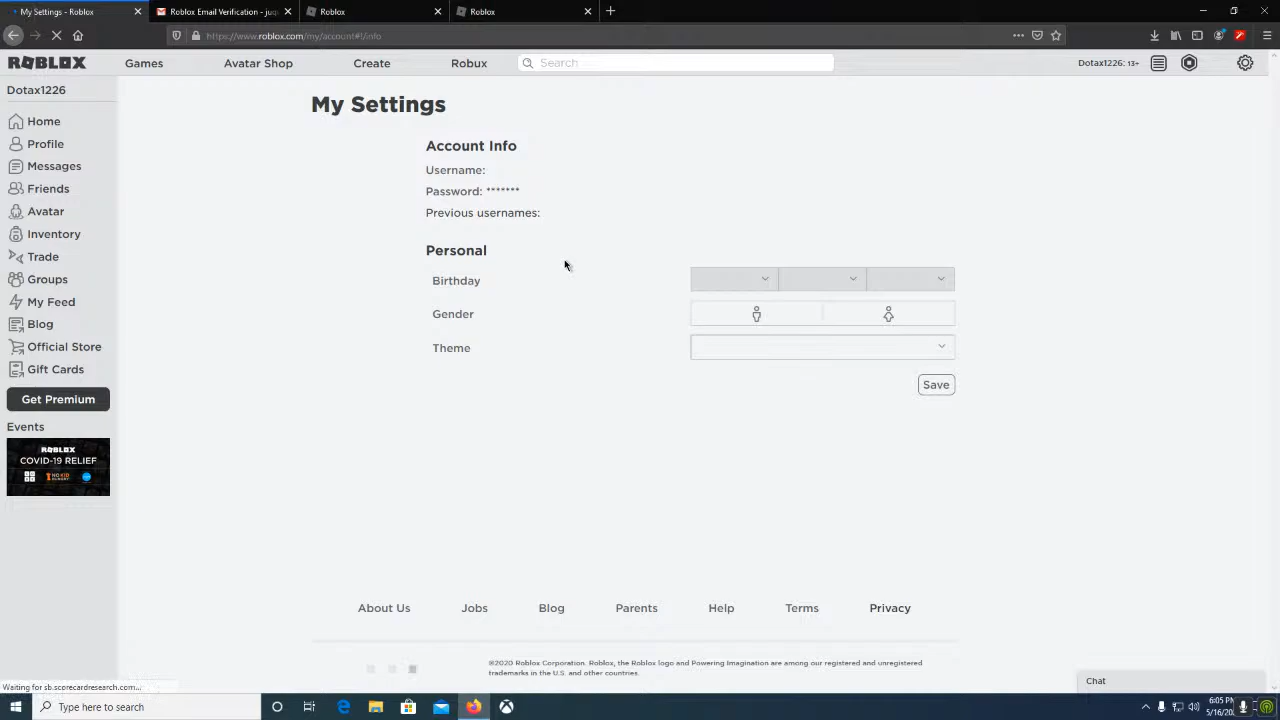 My Settings - Roblox
Roblox Email Verification - juq
Roblox
Roblox
https://www.roblox.com/my/account#!/info
ROBLOX
Games
Avatar Shop
Create
Robux
Search
Dotax1226: 13+
Dotax1226
Home
Profile
Messages
Friends
Avatar
Inventory
Trade
Groups
My Feed
Blog
Official Store
Gift Cards
Get Premium
Events
ROBLOX
COVID-19 RELIEF
My Settings
Account Info
Username:
Password: *******
Previous usernames:
Personal
Birthday
Gender
Theme
Save
About Us
Jobs
Blog
Parents
Help
Terms
Privacy
©2020 Roblox Corporation. Roblox, the Roblox logo and Powering Imagination are among our registered and unregistered
trademarks in the U.S. and other countries.
Chat
Waiting for sb.scorecardresearch.com...
Type here to search
6:05 PM